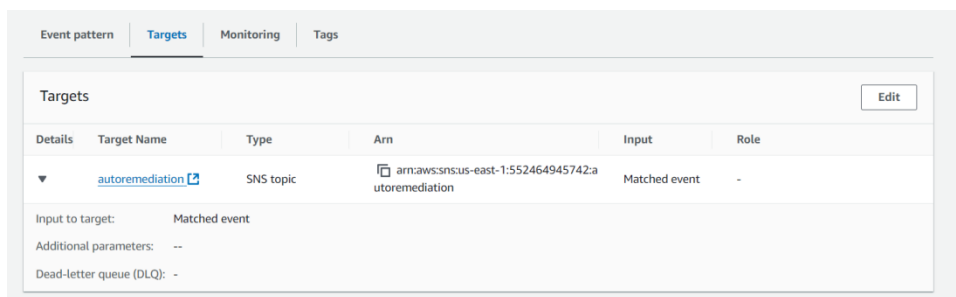 Event pattern Targets Monitoring Tags
Targets Edit
Details Target Name Type Arn Input Role
autoremediation SNS topic arn:aws:sns:us-east-1:552464945742:a Matched event -
utoremediation
Input to target: Matched event
Additional parameters: --
Dead-letter queue (DLQ): -